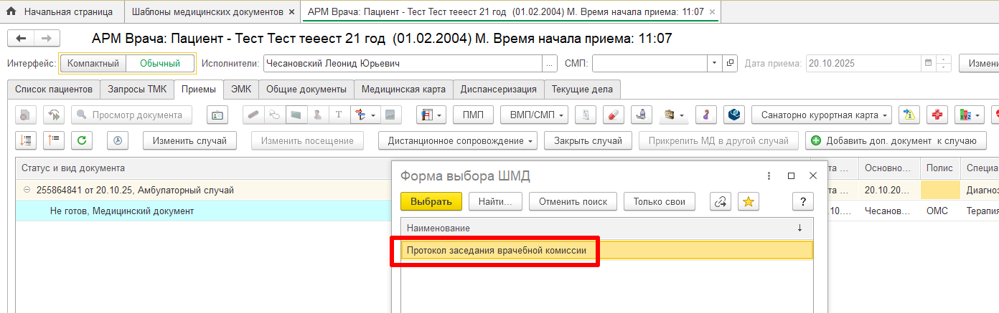 Начальная страница Шаблоны медицинских документов × АРМ Врача: Пациент - Тест Тест тееест 21 год (01.02.2004) М. Время начала приема: 11:07 ×
АРМ Врача: Пациент - Тест Тест тееест 21 год (01.02.2004) М. Время начала приема: 11:07
Интерфейс: Компактный Обычный Исполнители: Чесановский Леонид Юрьевич ... СМП: Дата приема: 20.10.2025 Измени
Список пациентов Запросы ТМК Приемы ЭМК Общие документы Медицинская карта Диспансеризация Текущие дела
Просмотр документа T ПМП ВМП/СМП Санаторно курортная карта XYZ
Изменить случай Изменить посещение Дистанционное сопровождение Закрыть случай Прикрепить МД в другой случай Добавить доп. документ к случаю
Статус и вид документа
255864841 от 20.10.25, Амбулаторный случай
Не готов, Медицинский документ
Форма выбора ШМД
Выбрать Найти... Отменить поиск Только свои ?
Наименование ↓
Протокол заседания врачебной комиссии
та ... Основно... Полис Специа
та ... 20.10.20... Диагноз
.10.... Чесанов... ОМС Терапия